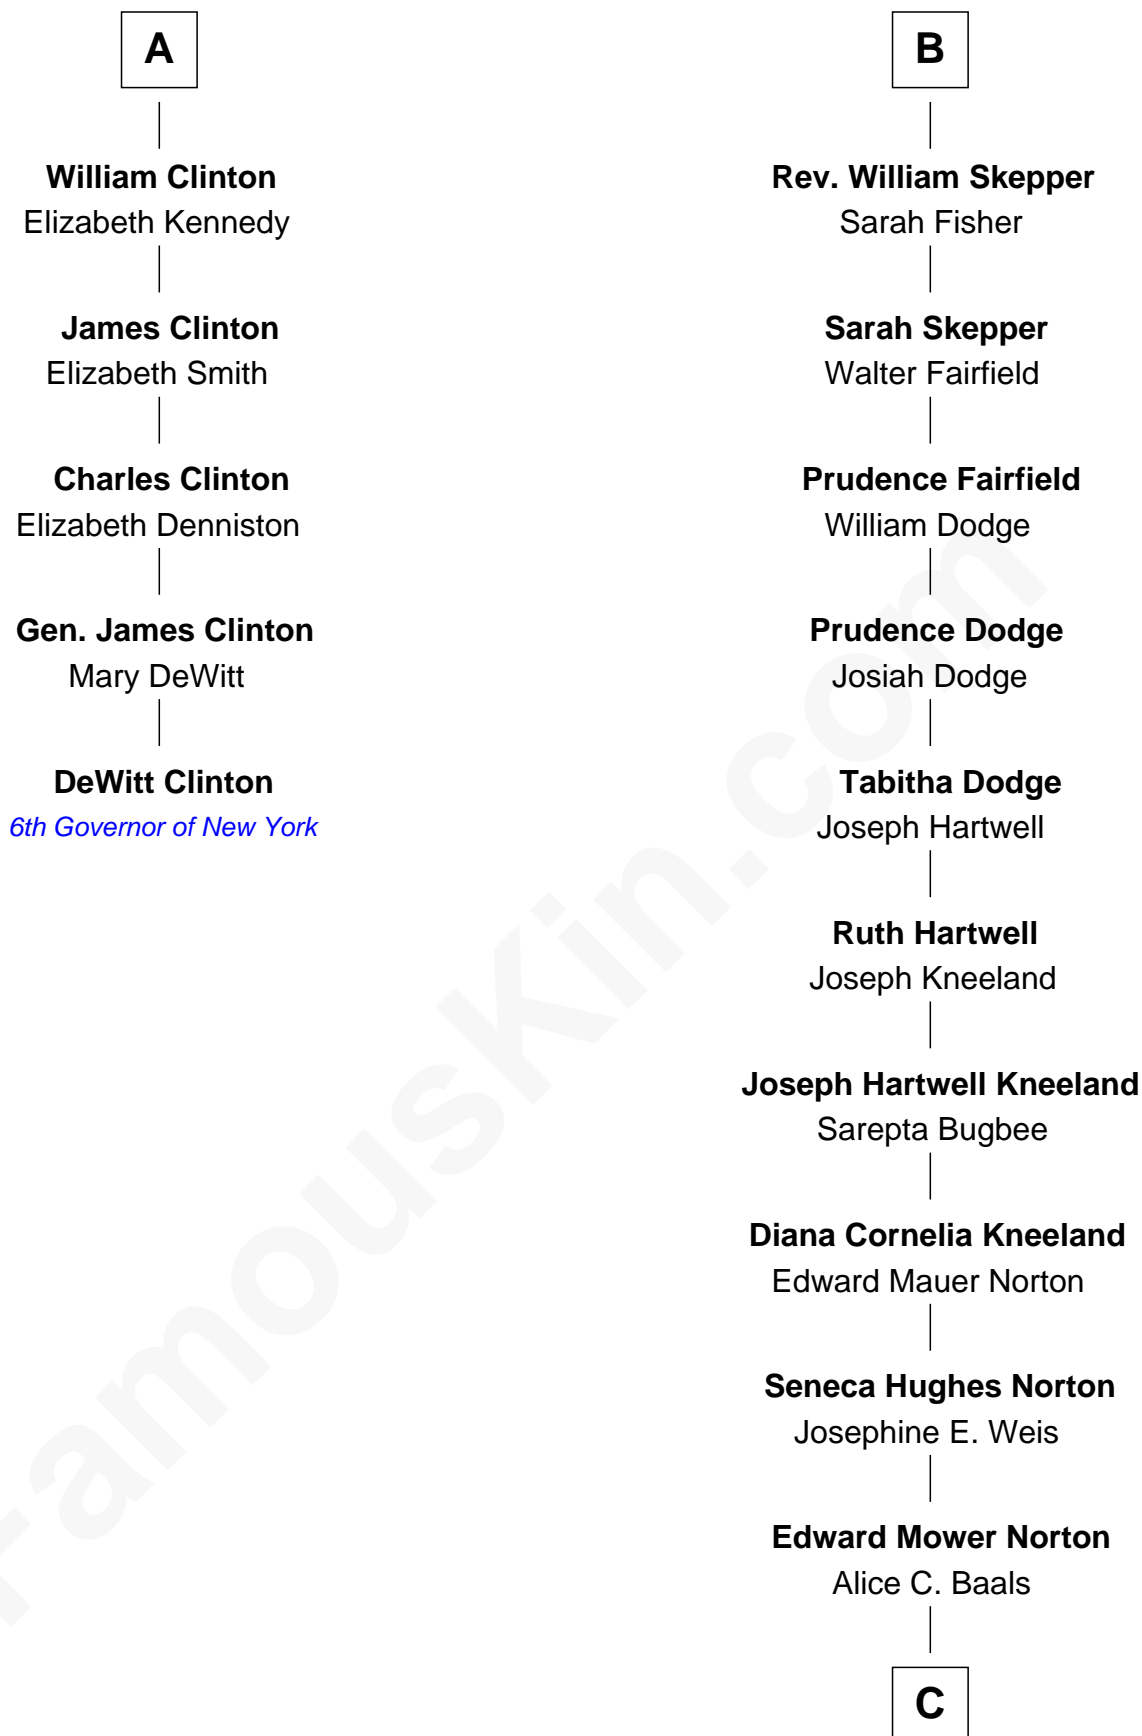 A
William Clinton
Elizabeth Kennedy
James Clinton
Elizabeth Smith
Charles Clinton
Elizabeth Denniston
Gen. James Clinton
Mary DeWitt
DeWitt Clinton
6th Governor of New York
B
Rev. William Skepper
Sarah Fisher
Sarah Skepper
Walter Fairfield
Prudence Fairfield
William Dodge
Prudence Dodge
Josiah Dodge
Tabitha Dodge
Joseph Hartwell
Ruth Hartwell
Joseph Kneeland
Joseph Hartwell Kneeland
Sarepta Bugbee
Diana Cornelia Kneeland
Edward Mauer Norton
Seneca Hughes Norton
Josephine E. Weis
Edward Mower Norton
Alice C. Baals
C
FamousKin.com